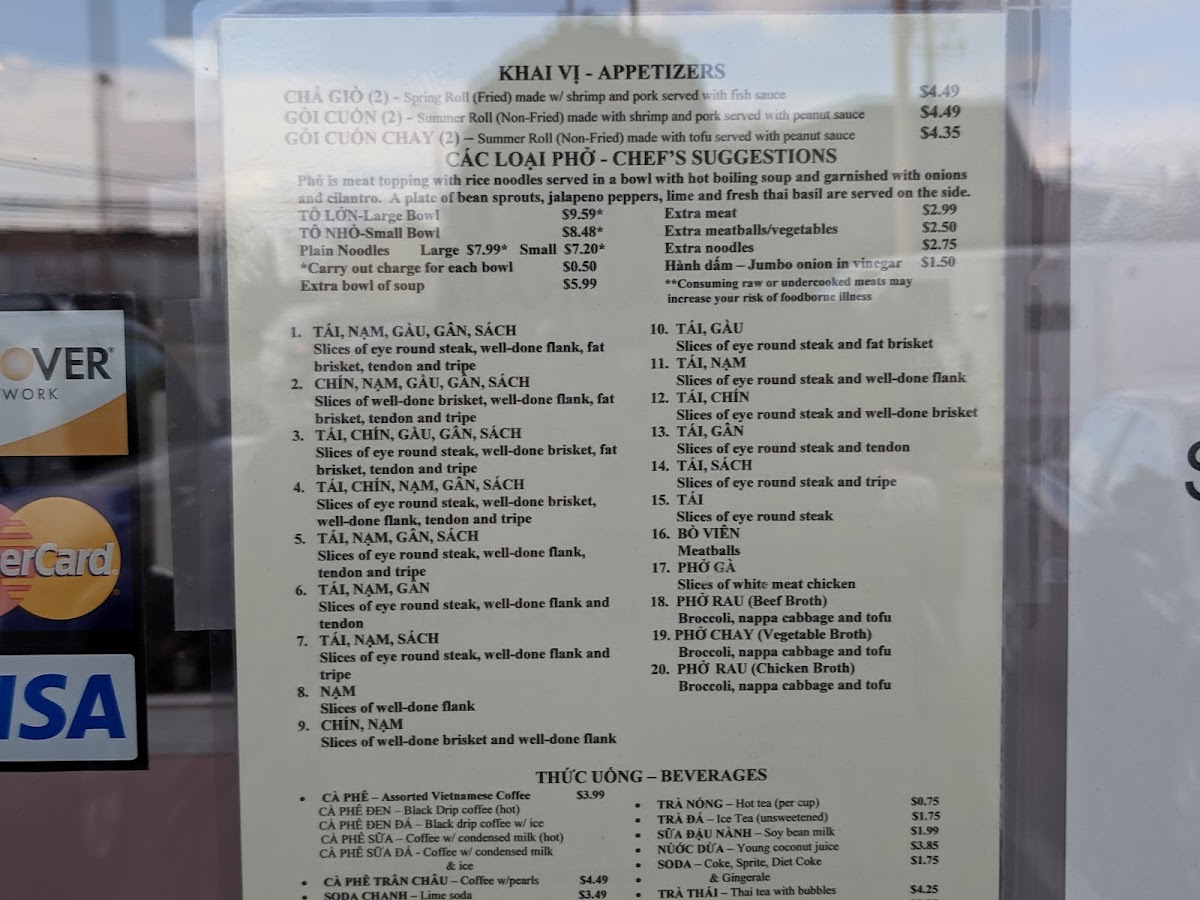 KHAI VỊ - APPETIZERS
CHẢ GIÒ (2) - Spring Roll (Fried) made w/ shrimp and pork served with fish sauce $4.49
GỎI CUỐN (2) - Summer Roll (Non-Fried) made with shrimp and pork served with peanut sauce $4.49
GỎI CUỐN CHAY (2) – Summer Roll (Non-Fried) made with tofu served with peanut sauce $4.35
CÁC LOẠI PHỞ - CHEF'S SUGGESTIONS
Phở is meat topping with rice noodles served in a bowl with hot boiling soup and garnished with onions
and cilantro. A plate of bean sprouts, jalapeno peppers, lime and fresh thai basil are served on the side.
TÔ LỚN-Large Bowl $9.59*
TÔ NHỎ-Small Bowl $8.48*
Plain Noodles Large $7.99* Small $7.20*
*Carry out charge for each bowl $0.50
Extra bowl of soup $5.99
Extra meat $2.99
Extra meatballs/vegetables $2.50
Extra noodles $2.75
Hành dấm – Jumbo onion in vinegar $1.50
**Consuming raw or undercooked meats may
increase your risk of foodborne illness
1. TÁI, NẠM, GẦU, GÂN, SÁCH
Slices of eye round steak, well-done flank, fat
brisket, tendon and tripe
2. CHÍN, NẠM, GẦU, GÂN, SÁCH
Slices of well-done brisket, well-done flank, fat
brisket, tendon and tripe
3. TÁI, CHÍN, GẦU, GÂN, SÁCH
Slices of eye round steak, well-done brisket, fat
brisket, tendon and tripe
4. TÁI, CHÍN, NẠM, GÂN, SÁCH
Slices of eye round steak, well-done brisket,
well-done flank, tendon and tripe
5. TÁI, NẠM, GÂN, SÁCH
Slices of eye round steak, well-done flank,
tendon and tripe
6. TÁI, NẠM, GÂN
Slices of eye round steak, well-done flank and
tendon
7. TÁI, NẠM, SÁCH
Slices of eye round steak, well-done flank and
tripe
8. NẠM
Slices of well-done flank
9. CHÍN, NẠM
Slices of well-done brisket and well-done flank
10. TÁI, GẦU
Slices of eye round steak and fat brisket
11. TÁI, NẠM
Slices of eye round steak and well-done flank
12. TÁI, CHÍN
Slices of eye round steak and well-done brisket
13. TÁI, GÂN
Slices of eye round steak and tendon
14. TÁI, SÁCH
Slices of eye round steak and tripe
15. TÁI
Slices of eye round steak
16. BÒ VIÊN
Meatballs
17. PHỞ GÀ
Slices of white meat chicken
18. PHỞ RAU (Beef Broth)
Broccoli, nappa cabbage and tofu
19. PHỞ CHAY (Vegetable Broth)
Broccoli, nappa cabbage and tofu
20. PHỞ RAU (Chicken Broth)
Broccoli, nappa cabbage and tofu
THỨC UỐNG – BEVERAGES
• CÀ PHÊ – Assorted Vietnamese Coffee $3.99
CÀ PHÊ ĐEN – Black Drip coffee (hot)
CÀ PHÊ ĐEN ĐÁ – Black drip coffee w/ ice
CÀ PHÊ SỮA – Coffee w/ condensed milk (hot)
CÀ PHÊ SỮA ĐÁ - Coffee w/ condensed milk
& ice
• CÀ PHÊ TRÂN CHÂU – Coffee w/pearls $4.49
• SODA CHANH – Lime soda $3.49
• TRÀ NÓNG – Hot tea (per cup) $0.75
• TRÀ ĐÁ – Ice Tea (unsweetened) $1.75
• SỮA ĐẬU NÀNH – Soy bean milk $1.99
• NƯỚC DỪA – Young coconut juice $3.85
• SODA – Coke, Sprite, Diet Coke $1.75
• & Gingerale
• TRÀ THÁI – Thai tea with bubbles $4.25
OVER
WORK
erCard
ISA
S